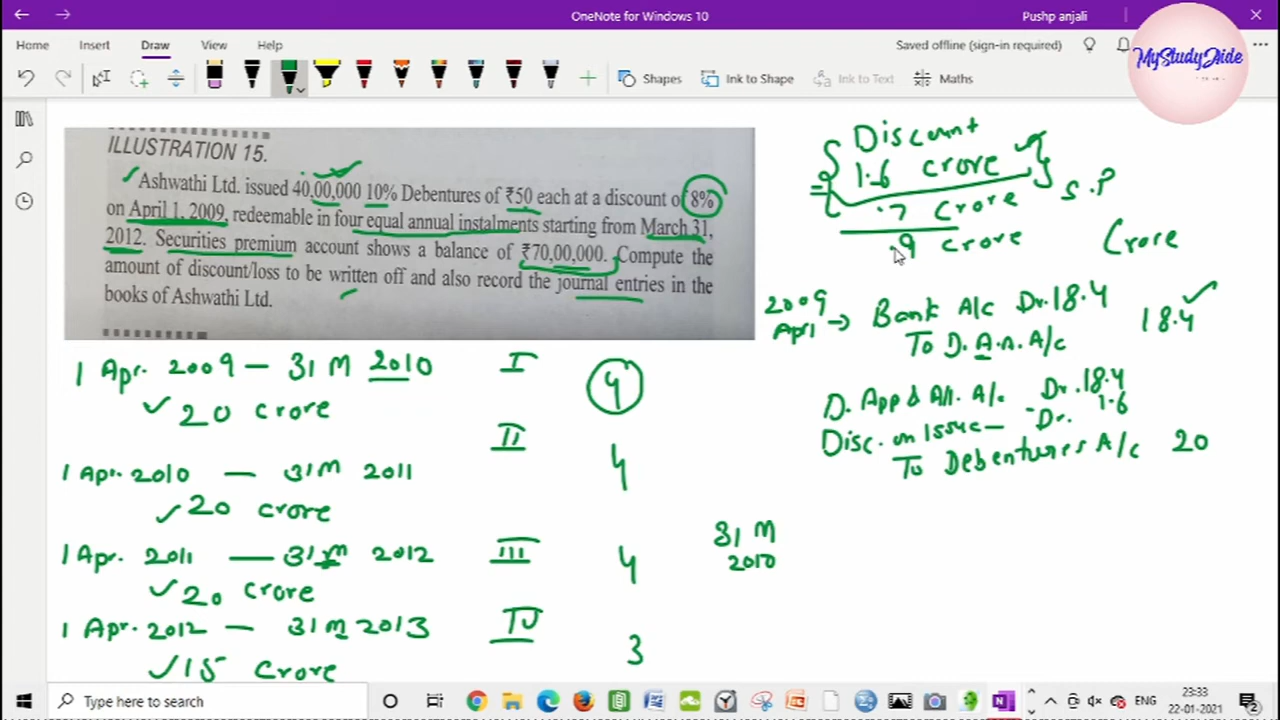 OneNote for Windows 10
Pushp anjali
Home Insert Draw View Help
Saved offline (sign-in required)
MyStudyAide
Shapes Ink to Shape Ink to Text Maths
ILLUSTRATION 15.
Ashwathi Ltd. issued 40,00,000 10% Debentures of ₹50 each at a discount o 8%
on April 1, 2009, redeemable in four equal annual instalments starting from March 31,
2012. Securities premium account shows a balance of ₹70,00,000. Compute the
amount of discount/loss to be written off and also record the journal entries in the
books of Ashwathi Ltd.
Discount
1.6 crore
.7 crore S.P
.9 crore
Crore
2009
April → Bank A/c Dr. 18.4
To D. A. A. A/c 18.4
D. App & All. A/c Dr. 18.4
Disc. on Issue - Dr. 1.6
To Debentures A/c 20
1 Apr. 2009 — 31 M 2010 I 4
20 crore
II
1 Apr. 2010 — 31 M 2011 4
20 crore
1 Apr. 2011 — 31 M 2012 III 4
20 crore
31 M
2010
1 Apr. 2012 — 31 M 2013 IV 3
15 crore
Type here to search
ENG
23:33
22-01-2021
2